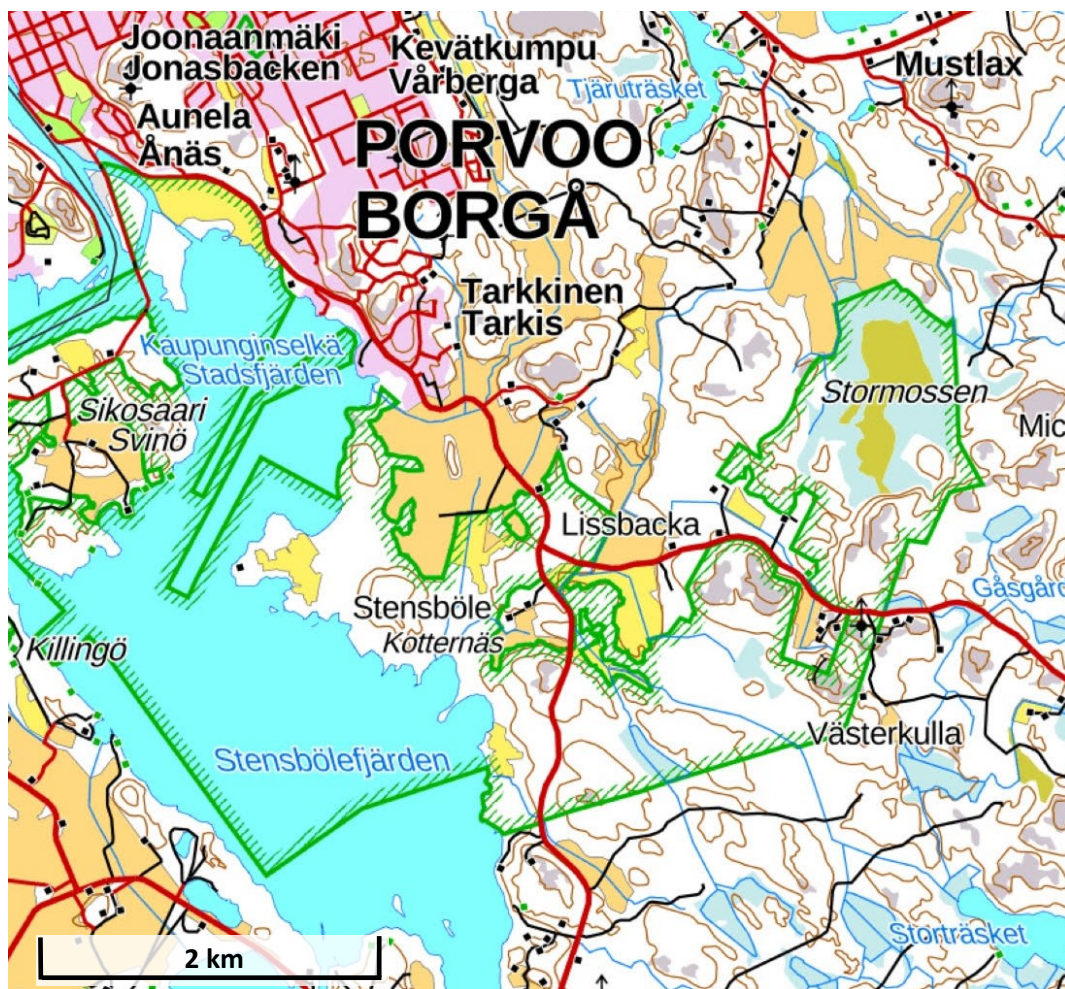 Joonaanmäki
Jonasbacken
Kevätkumpu
Vårberga
Mustlax
Tjäruträsket
Aunela
Ånäs
PORVOO
BORGÅ
Tarkkinen
Tarkis
Kaupunginselkä
Stadsfjärden
Stormossen
Sikosaari
Svinö
Mic
Lissbacka
Stensböle
Kotternäs
Gåsgård
Killingö
Västerkulla
Stensbölefjärden
Storträsket
2 km